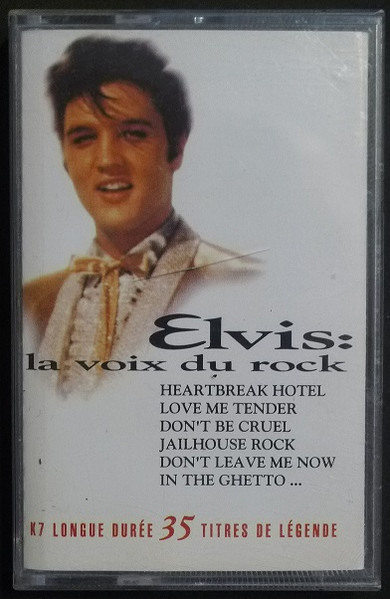 Elvis:
la voix du rock
HEARTBREAK HOTEL
LOVE ME TENDER
DON'T BE CRUEL
JAILHOUSE ROCK
DON'T LEAVE ME NOW
IN THE GHETTO ...
K7 LONGUE DURÉE 35 TITRES DE LÉGENDE